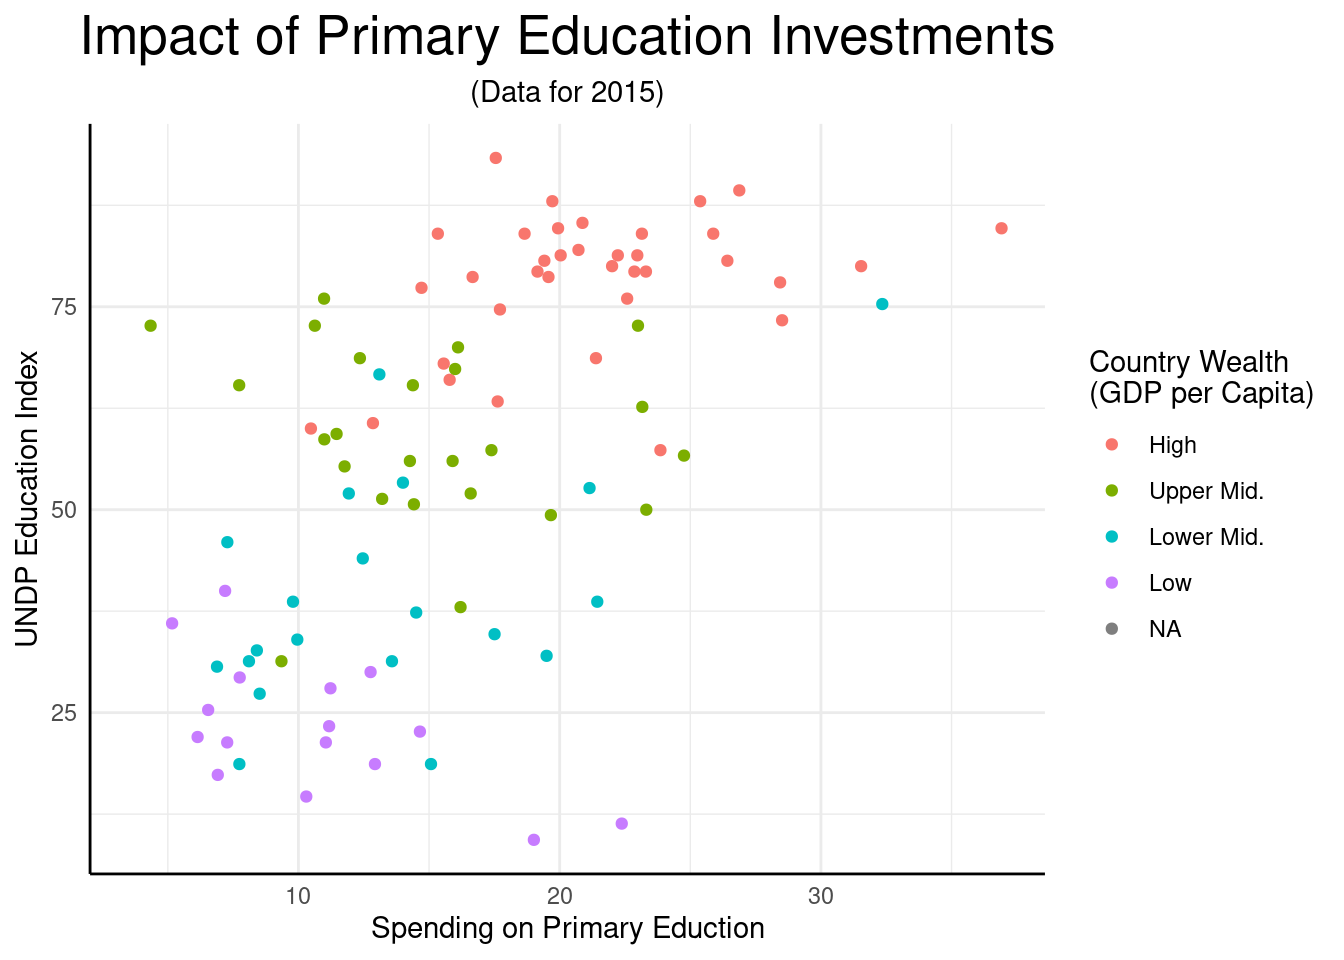 Impact of Primary Education Investments
(Data for 2015)
UNDP Education Index
75
50
25
10
20
30
Spending on Primary Eduction
Country Wealth
(GDP per Capita)
High
Upper Mid.
Lower Mid.
Low
NA